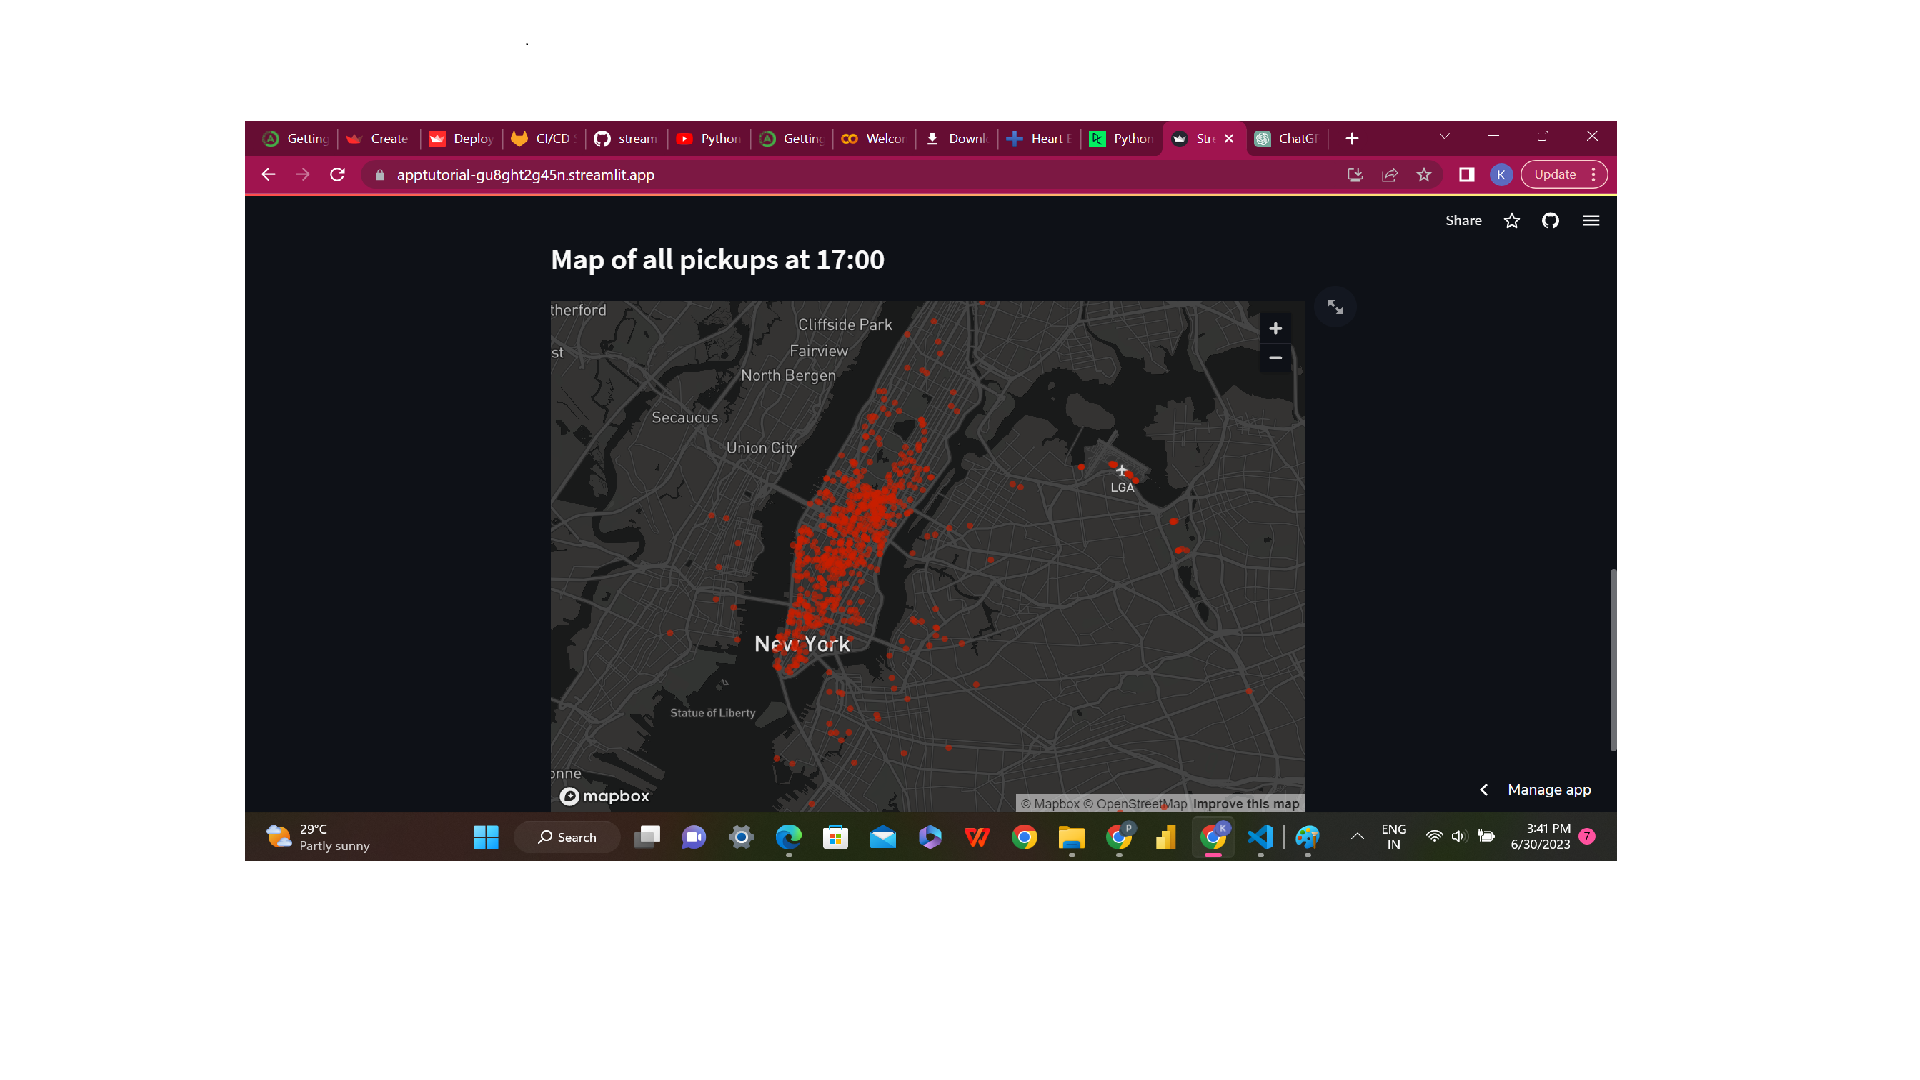 Getting
Create
Deploy
CI/CD
stream
Python
Getting
Welcor
Downl
Heart
Python
Str
ChatGP
apptutorial-gu8ght2g45n.streamlit.app
K
Update
Share
Map of all pickups at 17:00
therford
Cliffside Park
st
Fairview
North Bergen
Secaucus
Union City
LGA
New York
Statue of Liberty
onne
mapbox
© Mapbox © OpenStreetMap Improve this map
Manage app
29°C
Partly sunny
Search
ENG
IN
3:41 PM
6/30/2023
7